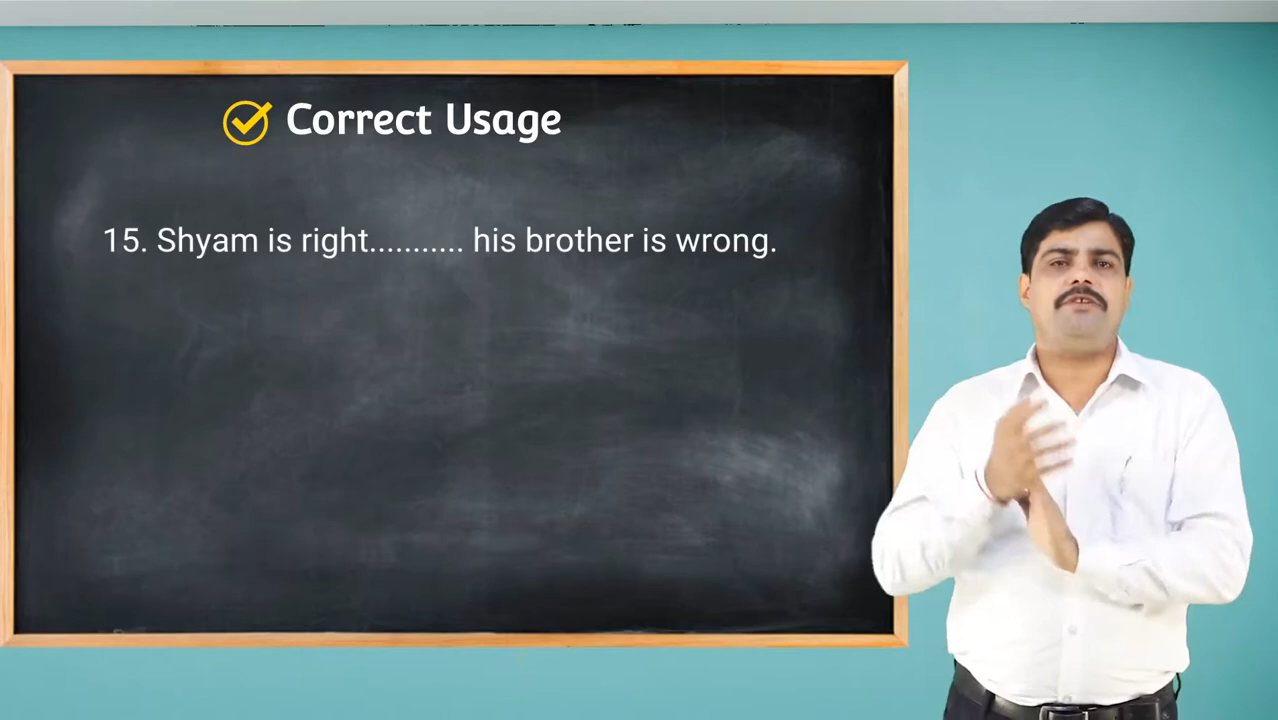 Correct Usage
15. Shyam is right........... his brother is wrong.